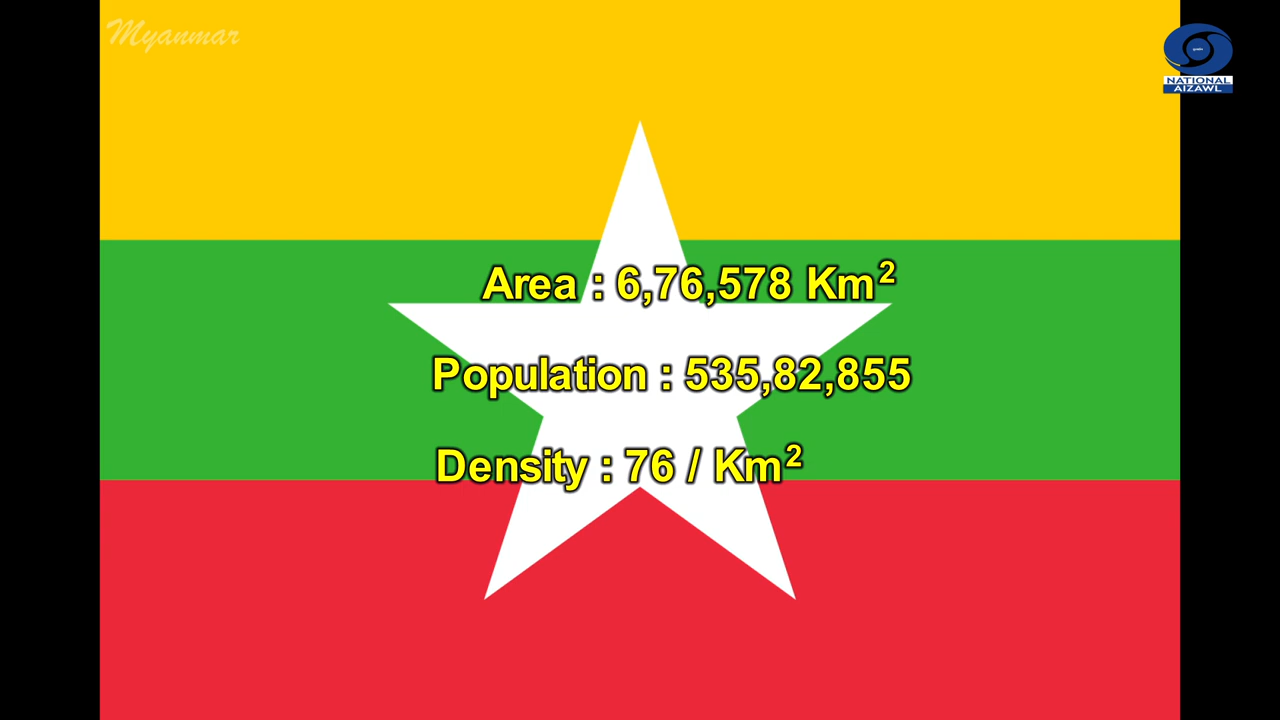 Myanmar
NATIONAL
AIZAWL
Area : 6,76,578 Km²
Population : 535,82,855
Density : 76 / Km²